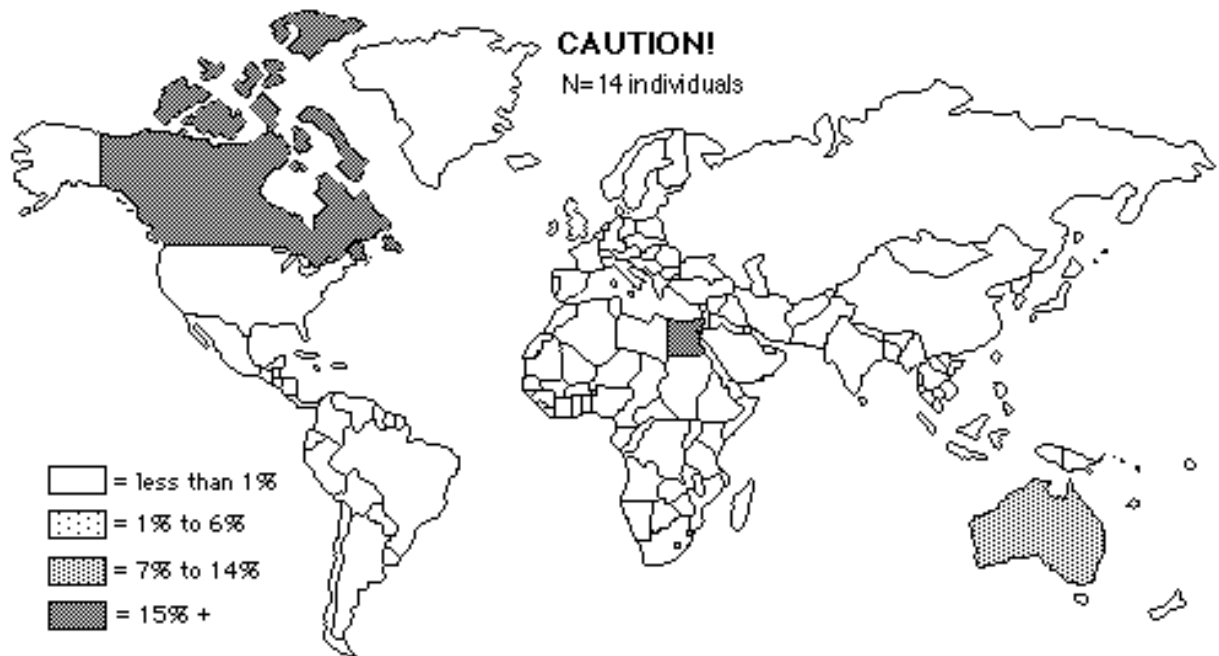 CAUTION!
N=14 individuals
= less than 1%
= 1% to 6%
= 7% to 14%
= 15% +